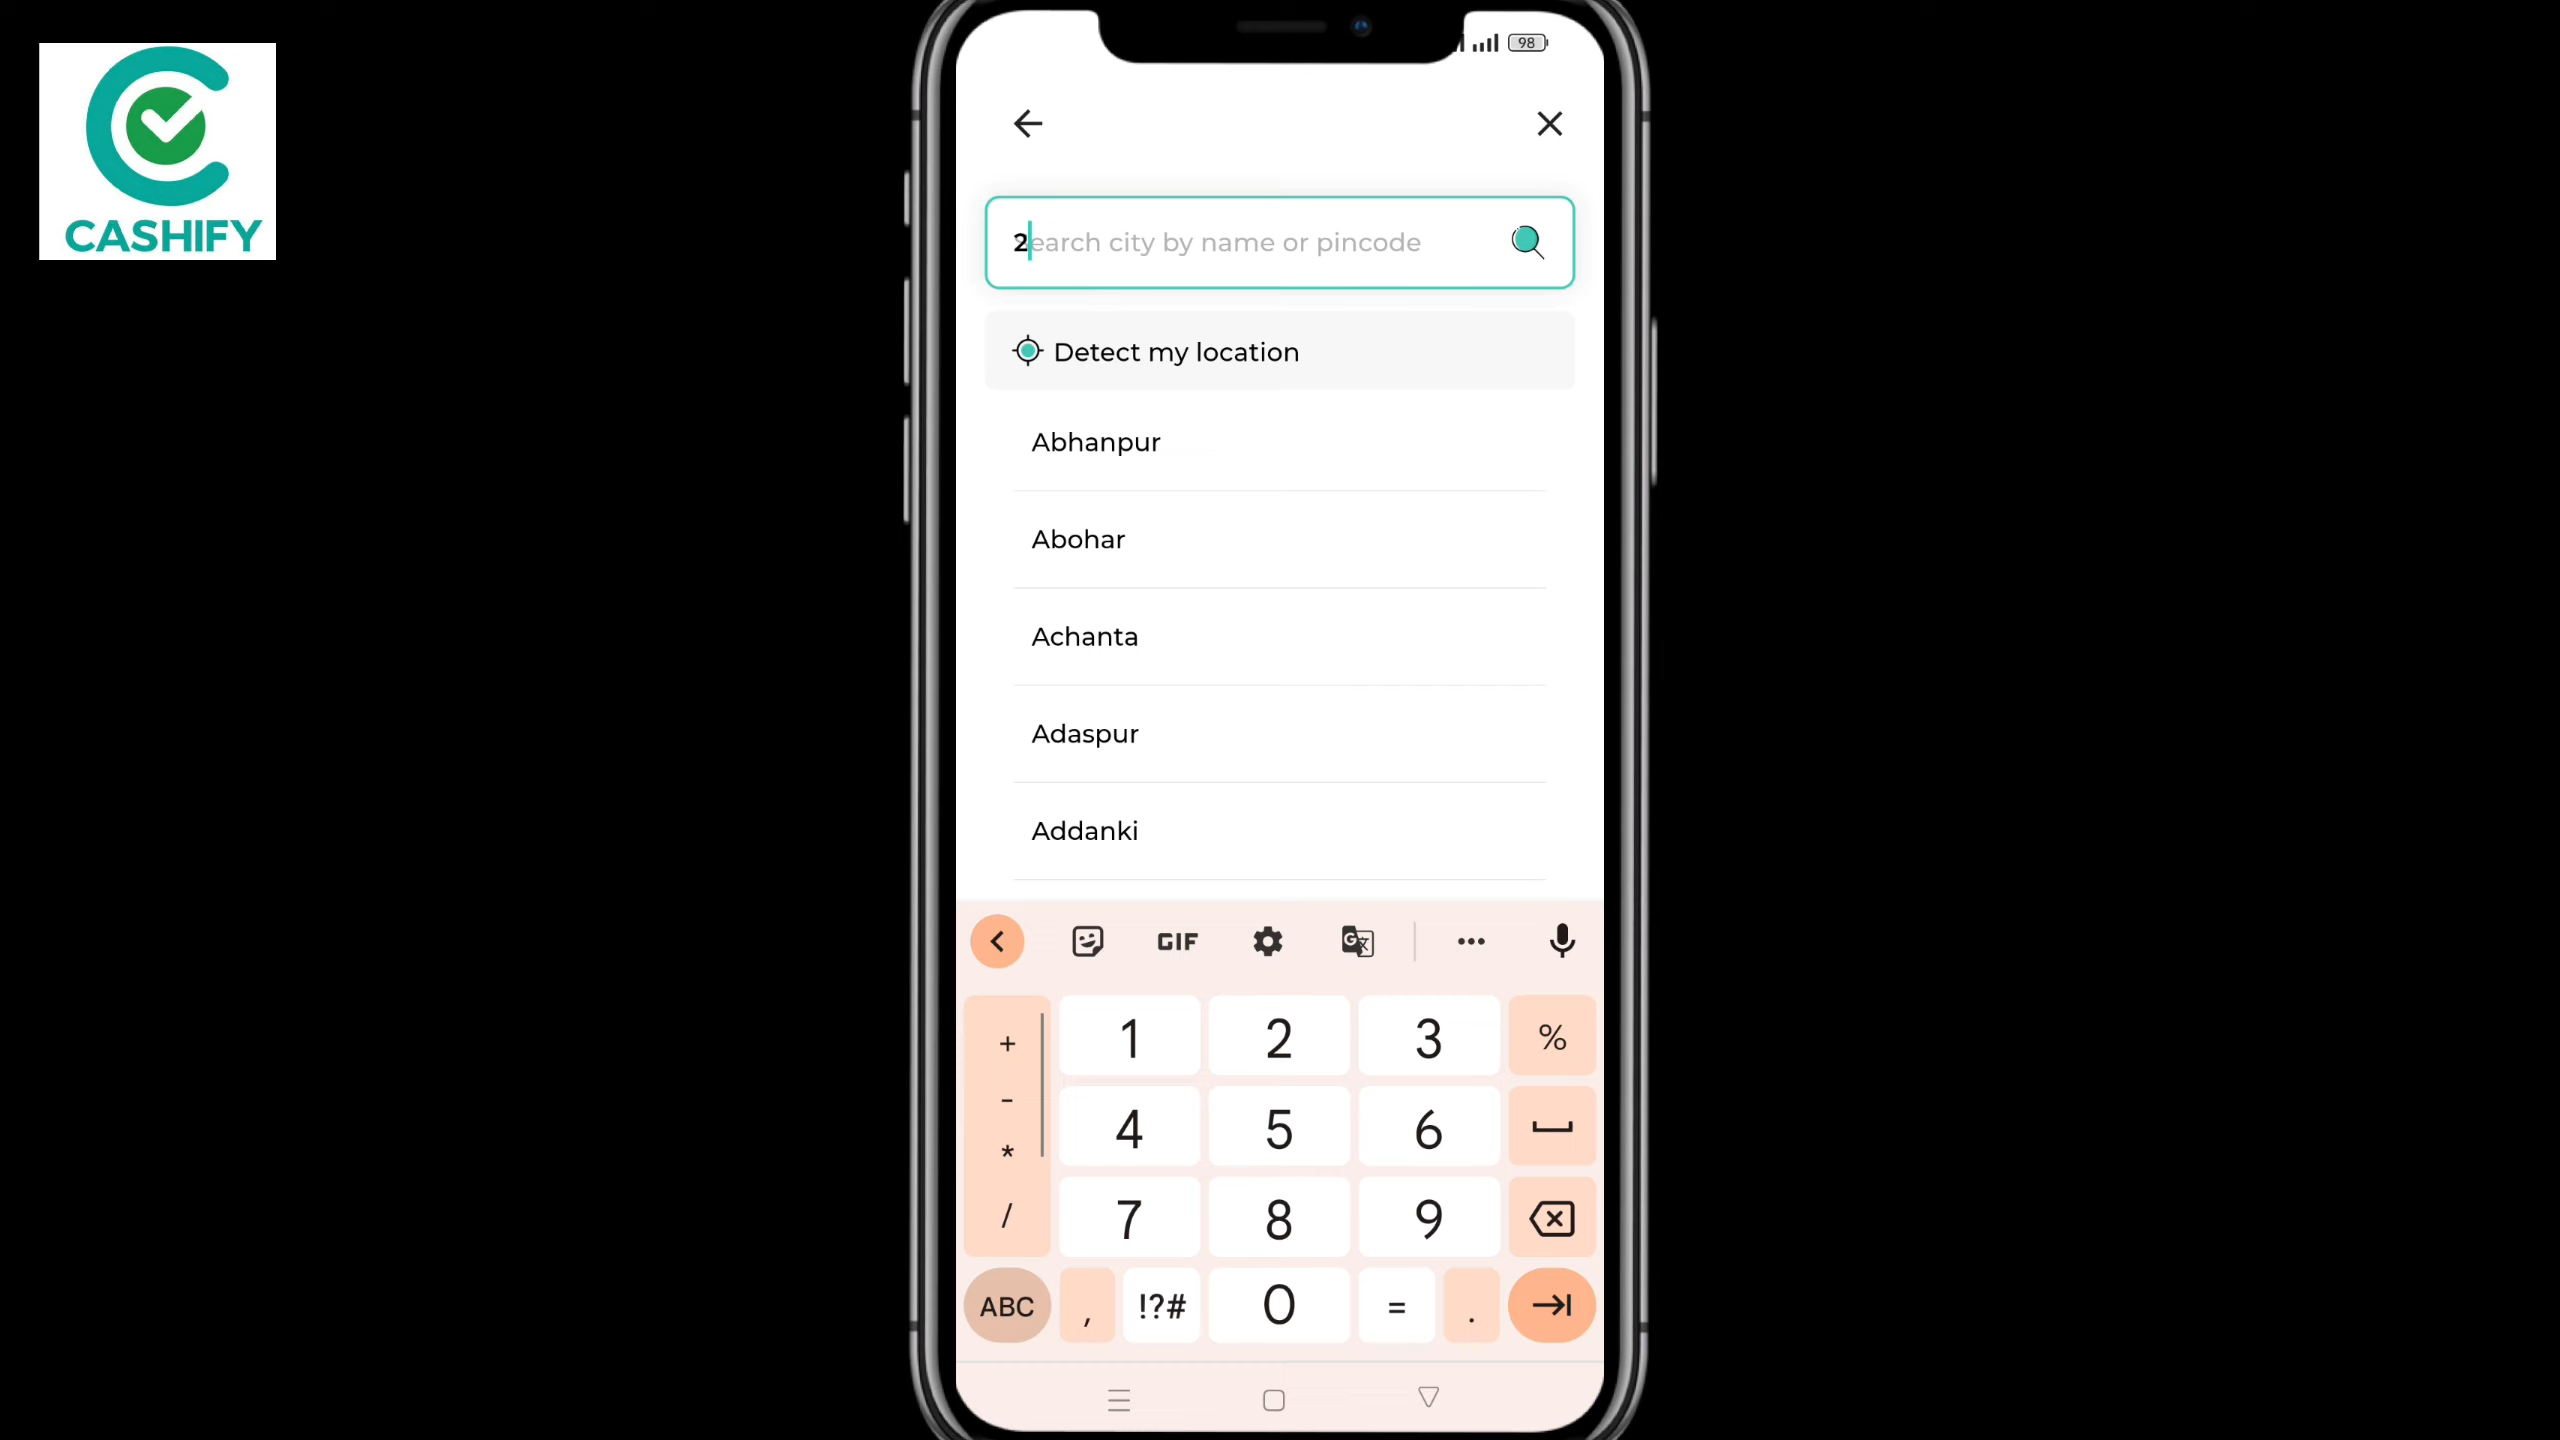 CASHIFY
98
2earch city by name or pincode
Detect my location
Abhanpur
Abohar
Achanta
Adaspur
Addanki
GIF
+ 1 2 3 %
-
4 5 6
*
/ 7 8 9
ABC , !?# 0 = .